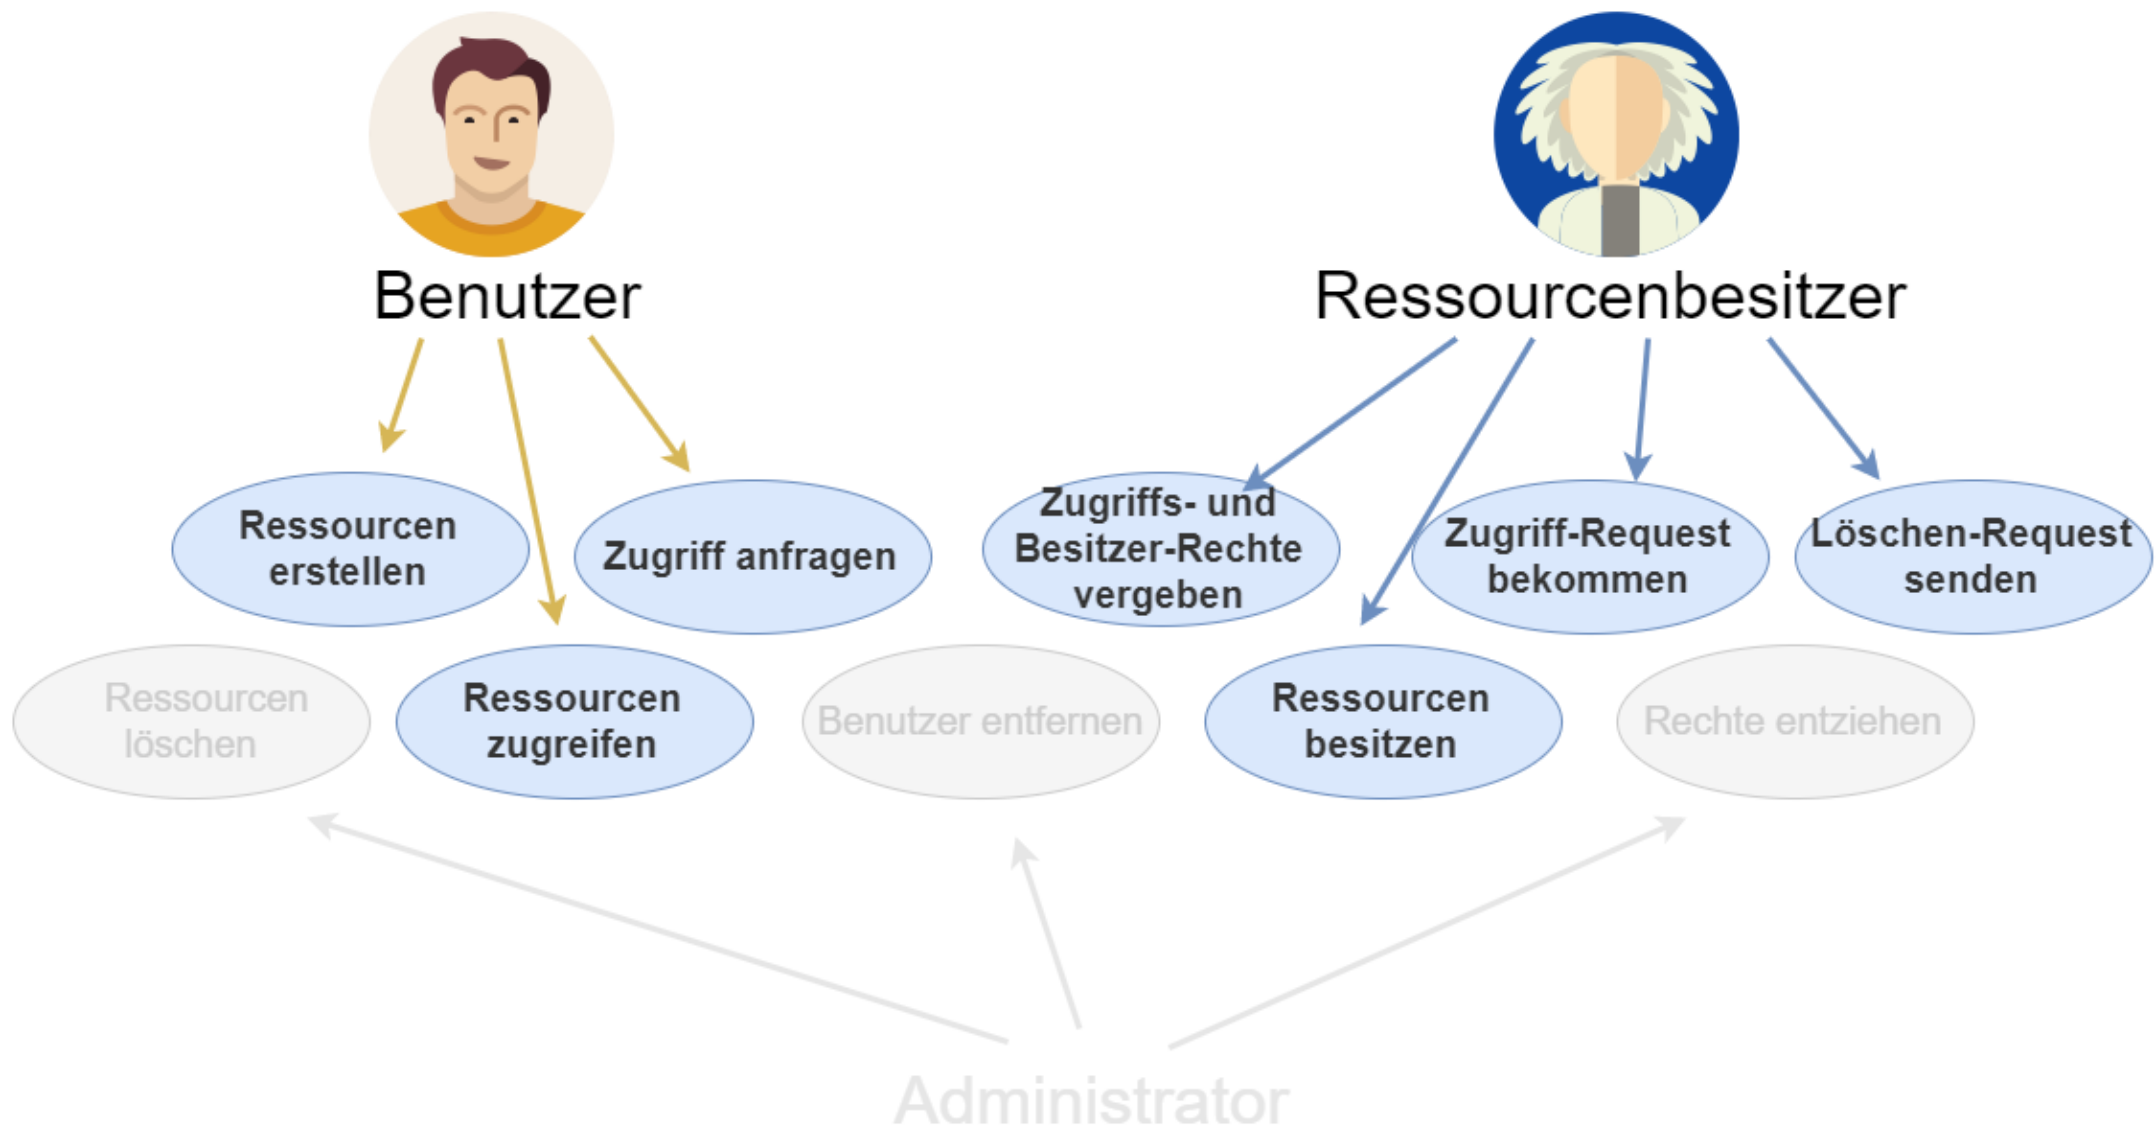 Benutzer
Ressourcenbesitzer
Ressourcen
erstellen
Zugriff anfragen
Zugriffs- und
Besitzer-Rechte
vergeben
Zugriff-Request
bekommen
Löschen-Request
senden
Ressourcen
löschen
Ressourcen
zugreifen
Benutzer entfernen
Ressourcen
besitzen
Rechte entziehen
Administrator